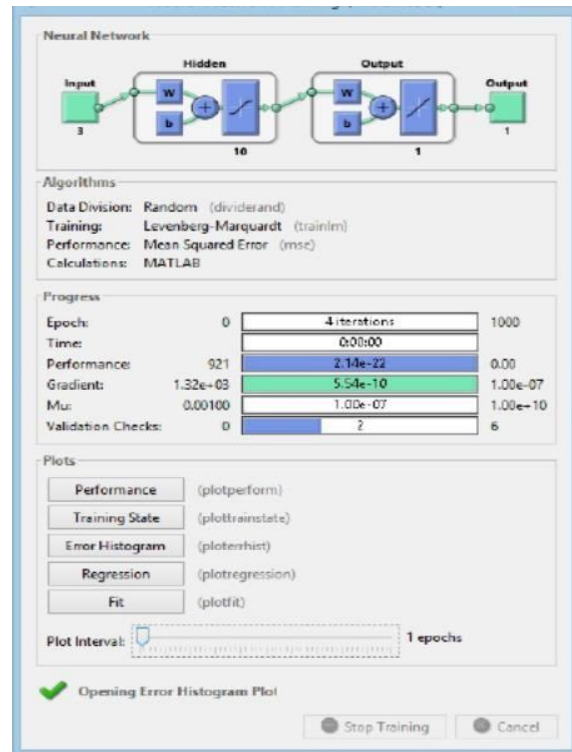 Neural Network
Hidden
Output
Input
W
b
W
b
Output
3
10
1
1
Algorithms
Data Division: Random (dividerand)
Training: Levenberg-Marquardt (trainlm)
Performance: Mean Squared Error (mse)
Calculations: MATLAB
Progress
Epoch: 0 4 iterations 1000
Time: 0:00:00
Performance: 921 2.14e-22 0.00
Gradient: 1.32e+03 5.54e-10 1.00e-07
Mu: 0.00100 1.00e-07 1.00e+10
Validation Checks: 0 2 6
Plots
Performance (plotperform)
Training State (plottrainstate)
Error Histogram (ploterrhist)
Regression (plotregression)
Fit (plotfit)
Plot Interval: 1 epochs
Opening Error Histogram Plot
Stop Training Cancel